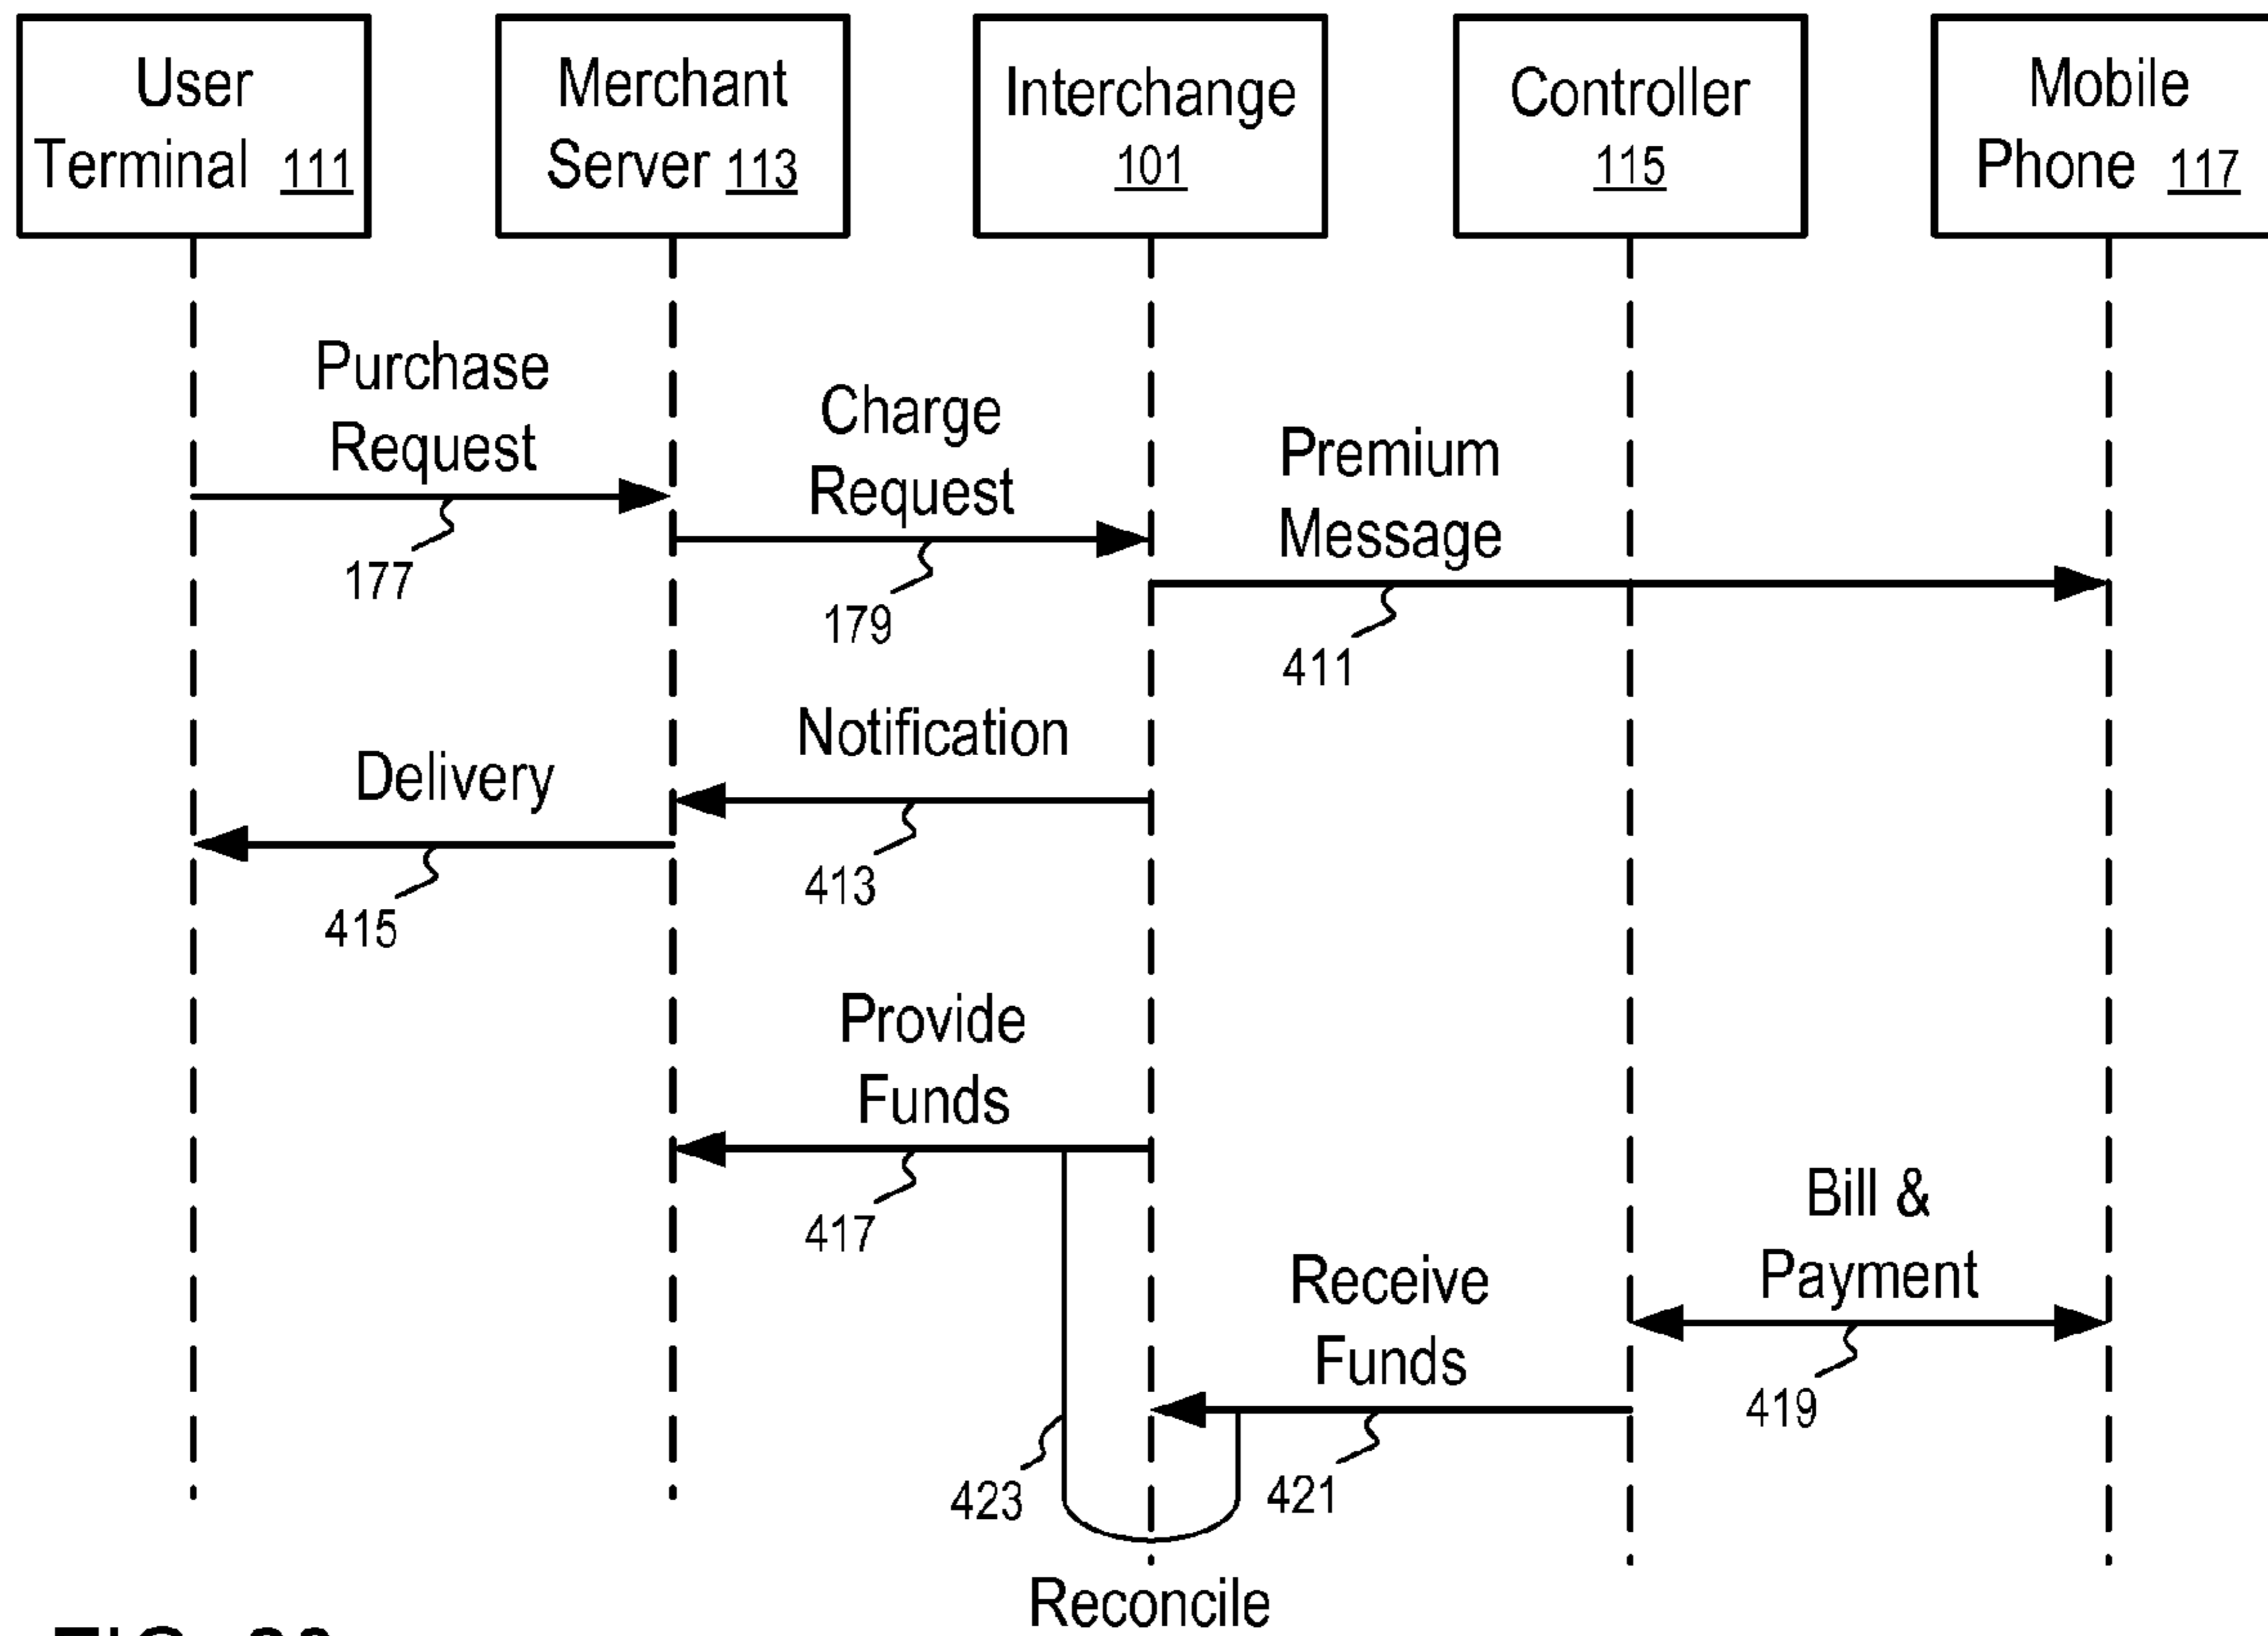 User
Terminal 111
Merchant
Server 113
Interchange
101
Controller
115
Mobile
Phone 117
Purchase
Request
177
Charge
Request
179
Premium
Message
411
Notification
413
Delivery
415
Provide
Funds
417
Bill &
Payment
419
Receive
Funds
421
423
Reconcile